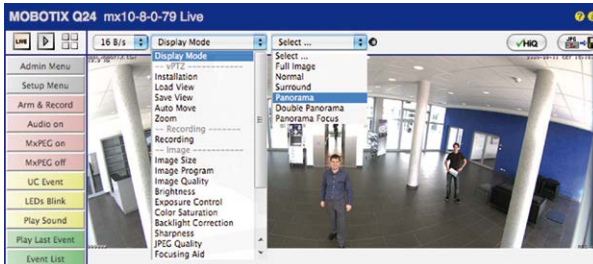 MOBOTIX Q24 mx10-8-0-79 Live
LIVE 16 B/s Display Mode Select ... HiQ JPG
Admin Menu
Setup Menu
Arm & Record
Audio on
MxPEG on
MxPEG off
UC Event
LEDs Blink
Play Sound
Play Last Event
Event List
Display Mode
-- vPTZ --------------
Installation
Load View
Save View
Auto Move
Zoom
-- Recording --------
Recording
-- Image ------------
Image Size
Image Program
Image Quality
Brightness
Exposure Control
Color Saturation
Backlight Correction
Sharpness
JPEG Quality
Focusing Aid
Select ...
Full Image
Normal
Surround
Panorama
Double Panorama
Panorama Focus